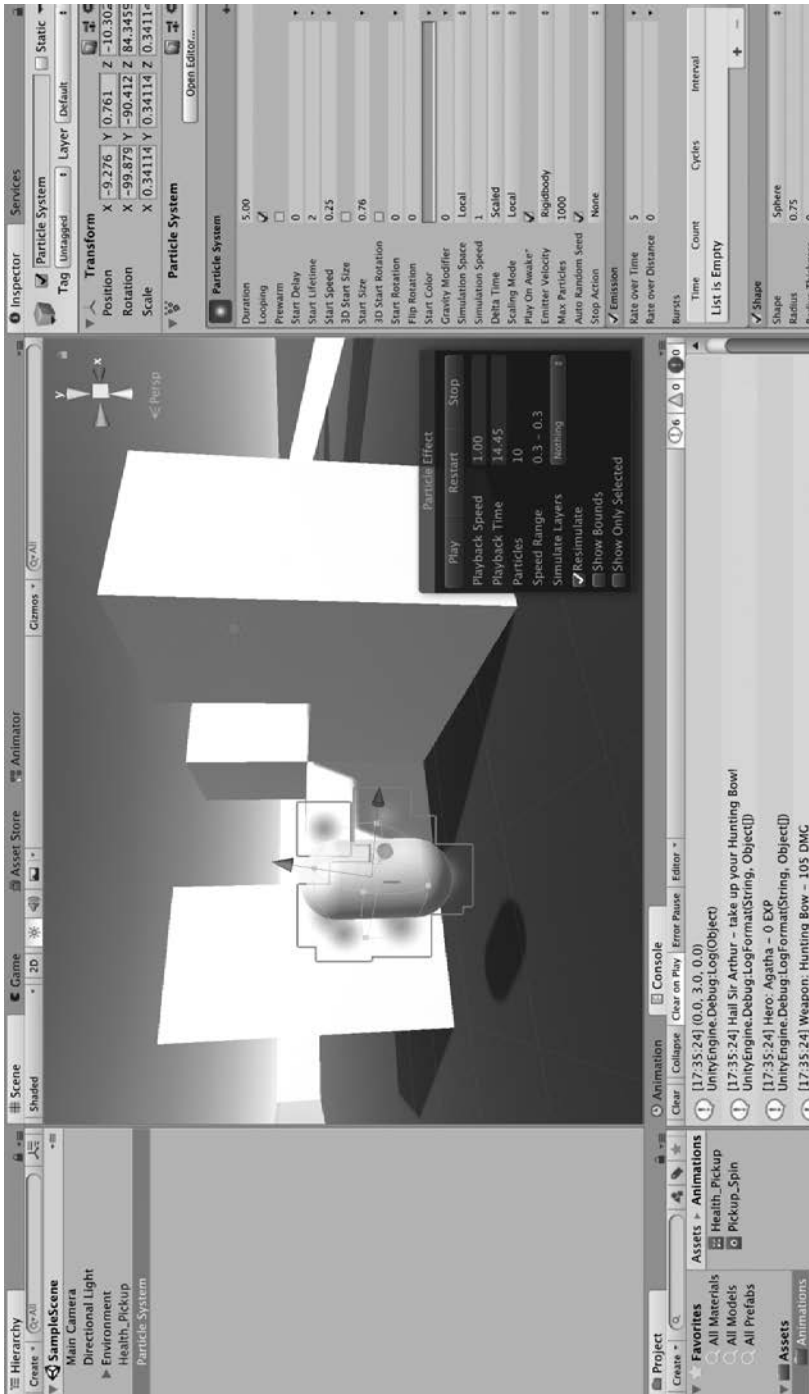 Hierarchy
Create
All
SampleScene
Main Camera
Directional Light
Environment
Health_Pickup
Particle System
Scene
Game
Asset Store
Animator
Shaded
2D
Gizmos
All
y
x
Persp
Particle Effect
Play Restart Stop
Playback Speed 1.00
Playback Time 14.45
Particles 10
Speed Range 0.3 – 0.3
Simulate Layers Nothing
Resimulate
Show Bounds
Show Only Selected
Inspector
Services
Particle System
Static
Tag Untagged Layer Default
Transform
Position X -9.276 Y 0.761 Z -10.302
Rotation X -99.879 Y -90.412 Z 84.3459
Scale X 0.34114 Y 0.34114 Z 0.34114
Particle System
Open Editor...
Particle System
Duration 5.00
Looping
Prewarm
Start Delay 0
Start Lifetime 2
Start Speed 0.25
3D Start Size
Start Size 0.76
3D Start Rotation
Start Rotation 0
Flip Rotation 0
Start Color
Gravity Modifier 0
Simulation Space Local
Simulation Speed 1
Delta Time Scaled
Scaling Mode Local
Play On Awake*
Emitter Velocity Rigidbody
Max Particles 1000
Auto Random Seed
Stop Action None
Emission
Rate over Time 5
Rate over Distance 0
Bursts
Time Count Cycles Interval
List is Empty
Shape
Shape Sphere
Radius 0.75
Project
Create
Favorites
All Materials
All Models
All Prefabs
Assets
Animations
Assets Animations
Health_Pickup
Pickup_Spin
Animation
Console
Clear Collapse Clear on Play Error Pause Editor
6 0 0
[17:35:24] (0.0, 3.0, 0.0)
UnityEngine.Debug:Log(Object)
[17:35:24] Hail Sir Arthur – take up your Hunting Bow!
UnityEngine.Debug:LogFormat(String, Object[])
[17:35:24] Hero: Agatha – 0 EXP
UnityEngine.Debug:LogFormat(String, Object[])
[17:35:24] Weapon: Hunting Bow – 105 DMG